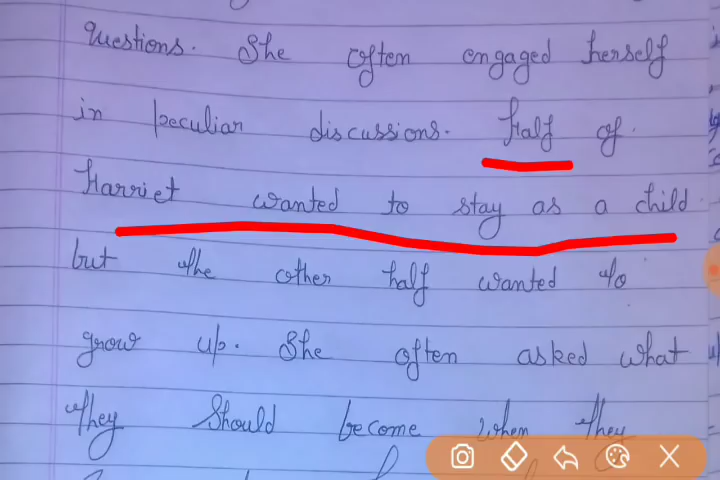 Questions. She often engaged herself
in peculiar discussions. Half of
Harriet wanted to stay as a child.
but the other half wanted to
grow up. She often asked what
they should become when they